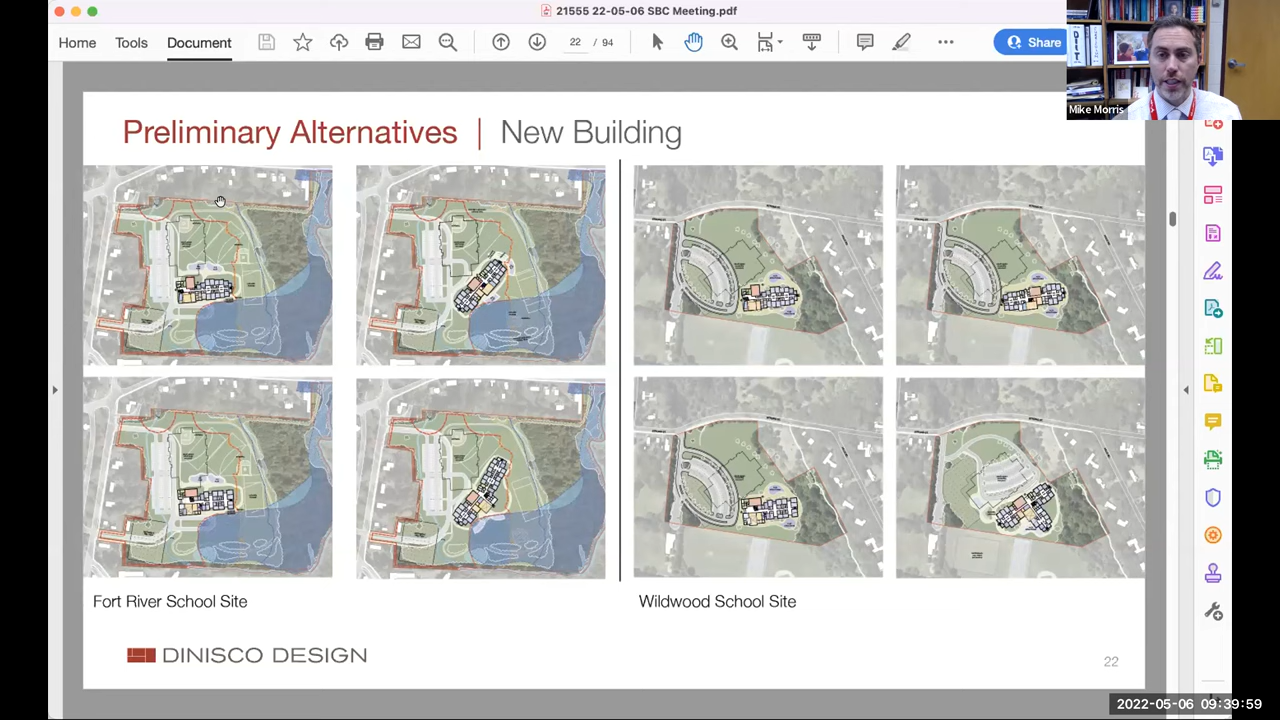 21555 22-05-06 SBC Meeting.pdf
Home Tools Document 22 / 94 Share
Mike Morris
Preliminary Alternatives | New Building
Fort River School Site
Wildwood School Site
DINISCO DESIGN
22
2022-05-06 09:39:59